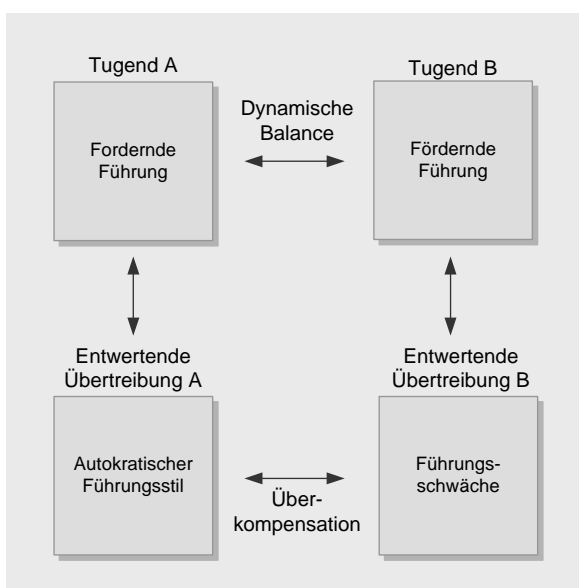 Tugend A
Tugend B
Dynamische
Balance
Fordernde
Führung
Fördernde
Führung
Entwertende
Übertreibung A
Entwertende
Übertreibung B
Autokratischer
Führungsstil
Führungs-
schwäche
Über-
kompensation